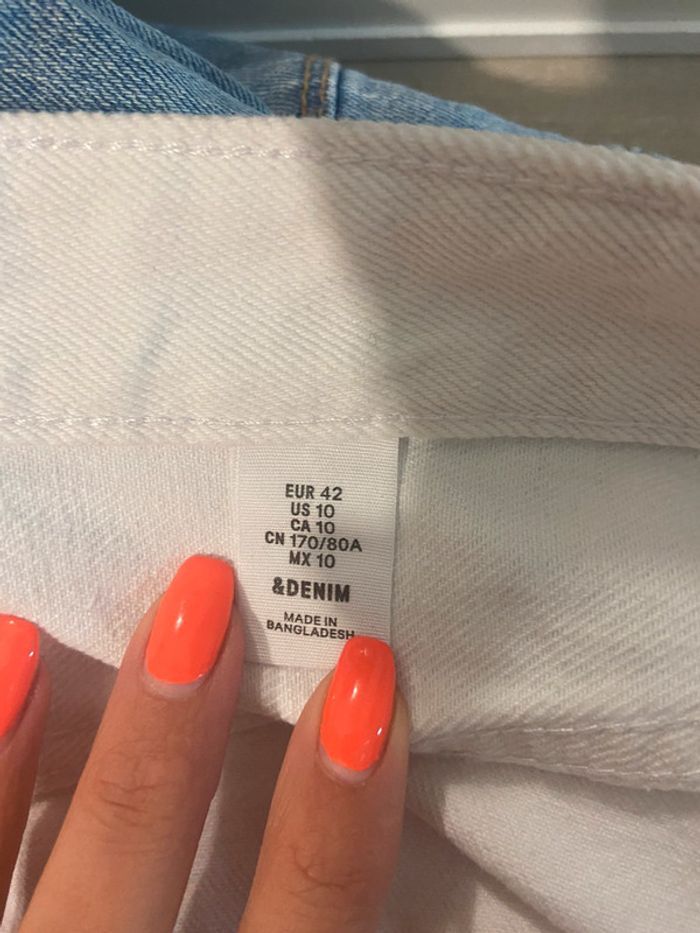 EUR 42
US 10
CA 10
CN 170/80A
MX 10
&DENIM
MADE IN
BANGLADESH